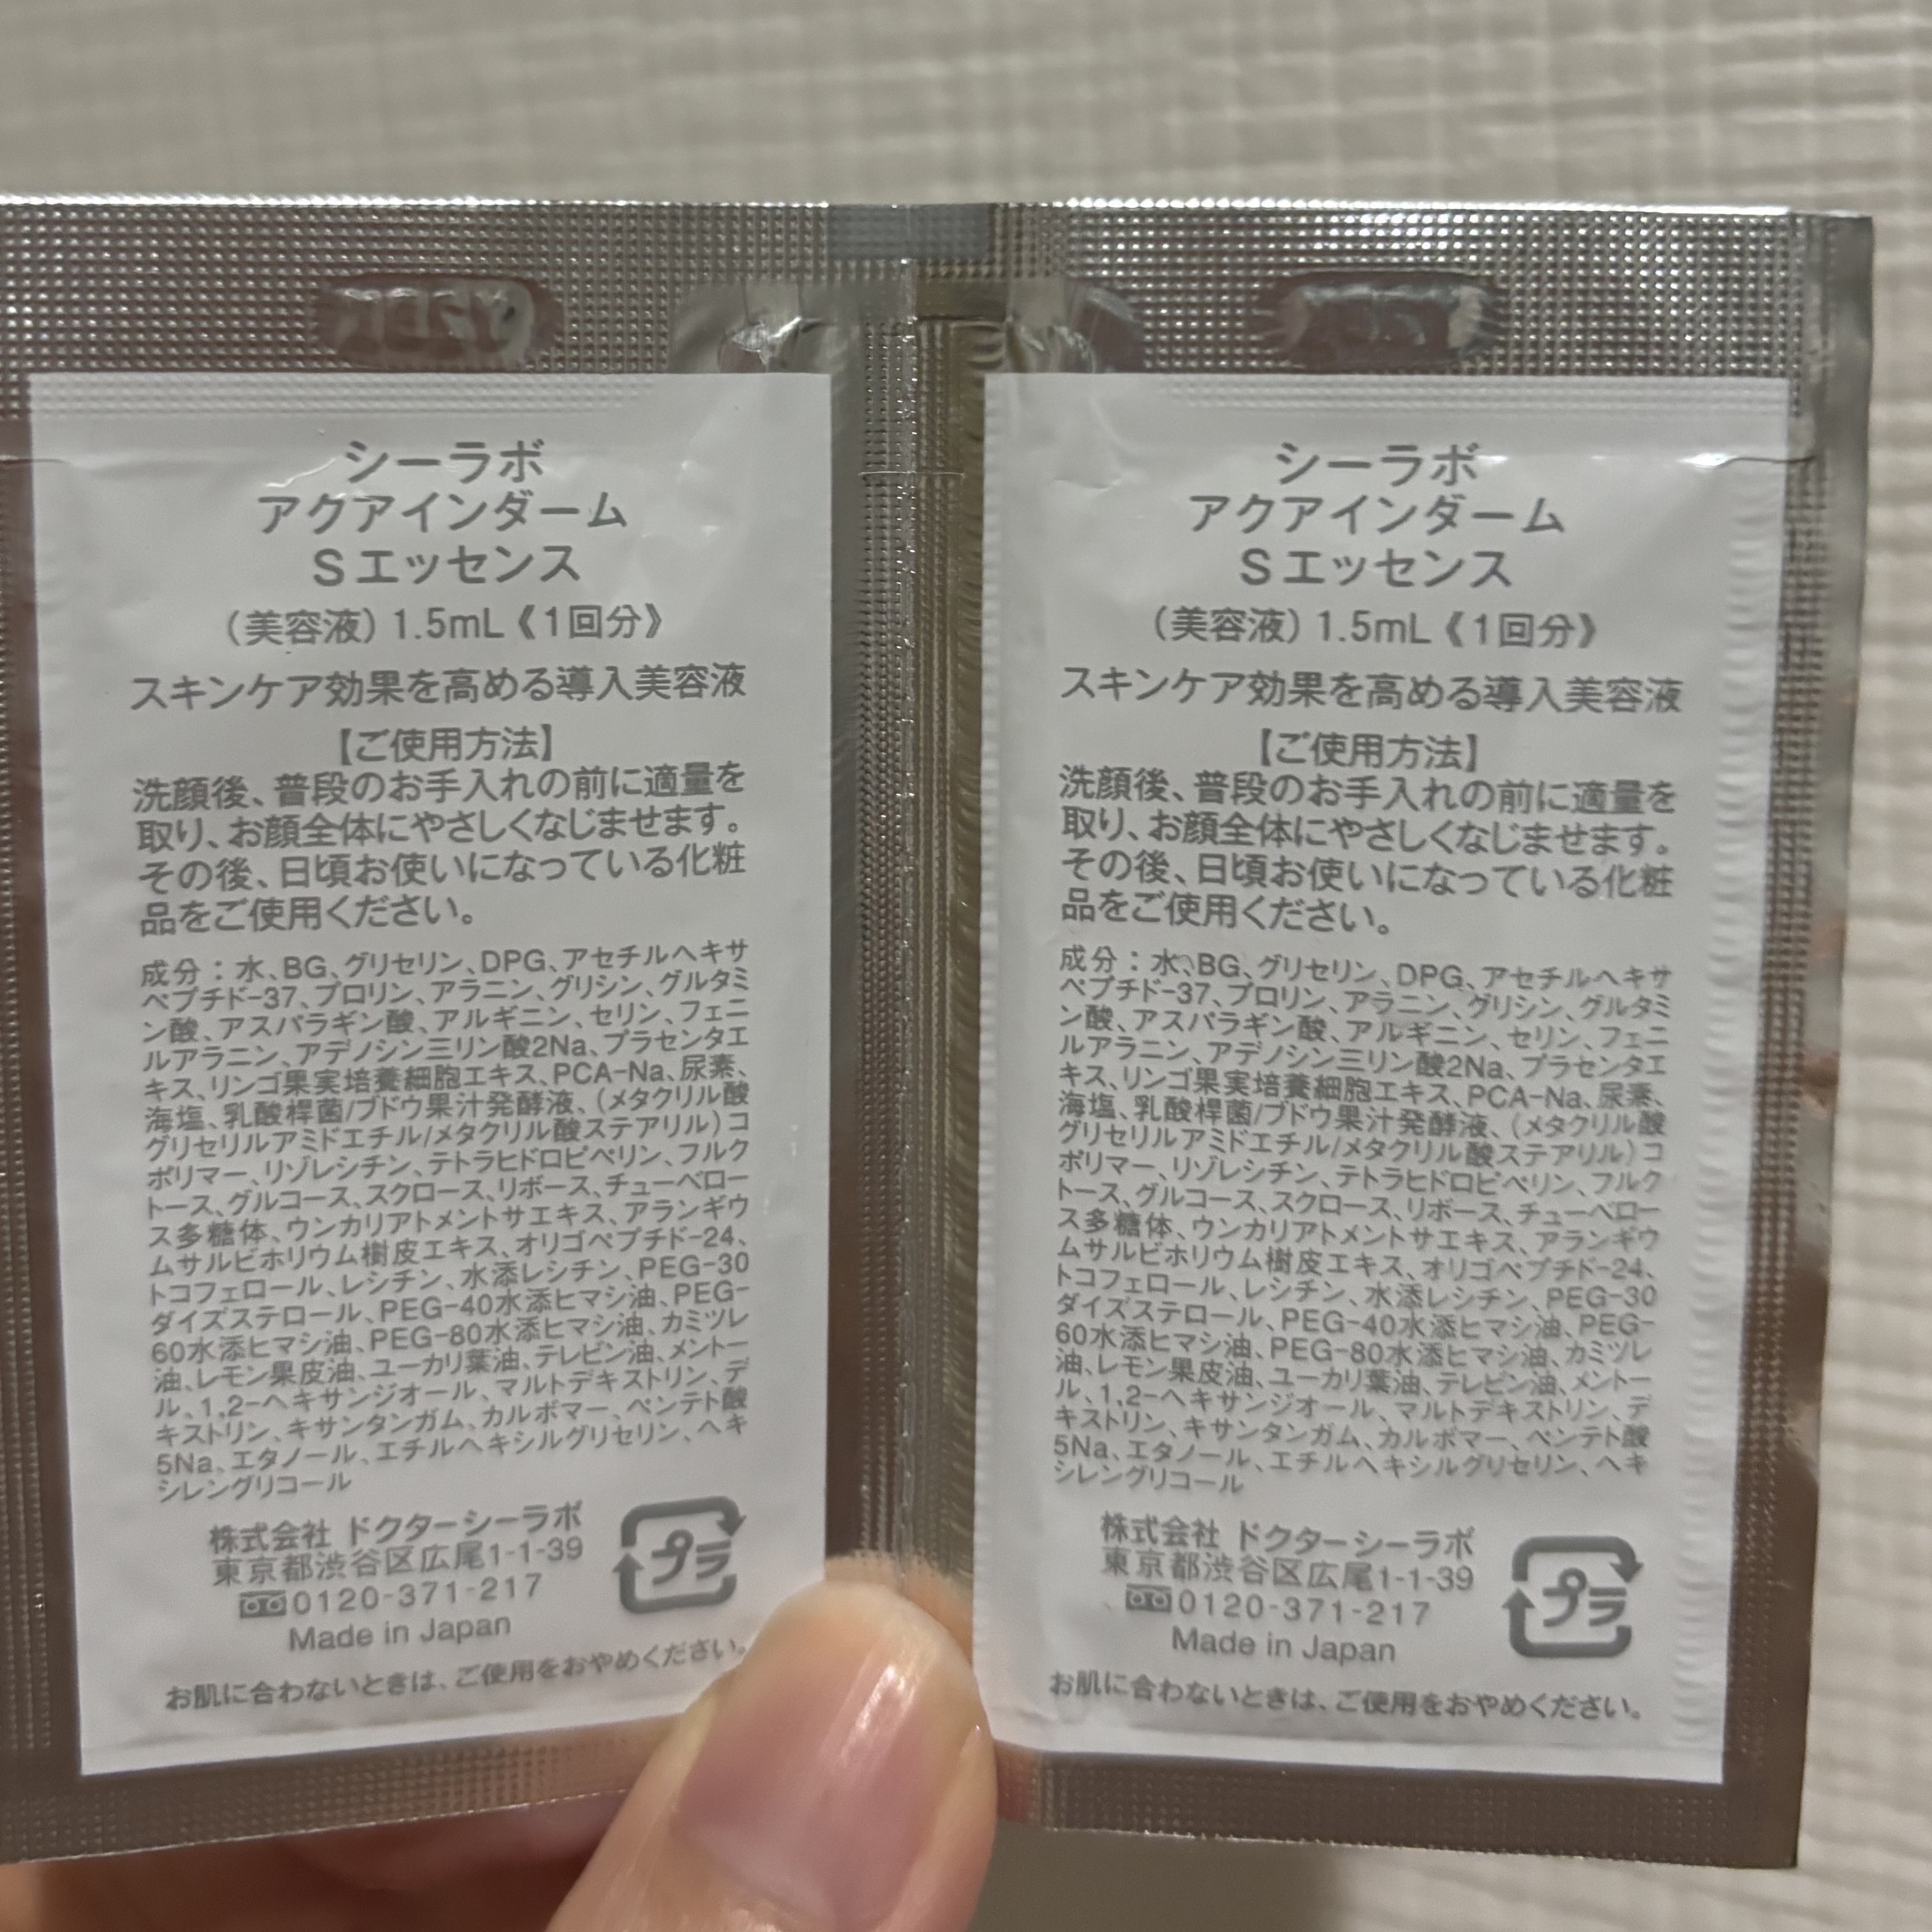 シーラボ
アクアインダーム
Sエッセンス
（美容液）1.5mL《1回分》
スキンケア効果を高める導入美容液
【ご使用方法】
洗顔後、普段のお手入れの前に適量を
取り、お顔全体にやさしくなじませます。
その後、日頃お使いになっている化粧
品をご使用ください。
成分：水、BG、グリセリン、DPG、アセチルヘキサ
ペプチド-37、プロリン、アラニン、グリシン、グルタミ
ン酸、アスパラギン酸、アルギニン、セリン、フェニ
ルアラニン、アデノシン三リン酸2Na、プラセンタエ
キス、リンゴ果実培養細胞エキス、PCA-Na、尿素、
海塩、乳酸桿菌/ブドウ果汁発酵液、（メタクリル酸
グリセリルアミドエチル/メタクリル酸ステアリル）コ
ポリマー、リゾレシチン、テトラヒドロピペリン、フルク
トース、グルコース、スクロース、リボース、チューベロー
ス多糖体、ウンカリアトメントサエキス、アランギウ
ムサルビホリウム樹皮エキス、オリゴペプチド-24、
トコフェロール、レシチン、水添レシチン、PEG-30
ダイズステロール、PEG-40水添ヒマシ油、PEG-
60水添ヒマシ油、PEG-80水添ヒマシ油、カミツレ
油、レモン果皮油、ユーカリ葉油、テレビン油、メントー
ル、1,2-ヘキサンジオール、マルトデキストリン、デ
キストリン、キサンタンガム、カルボマー、ペンテト酸
5Na、エタノール、エチルヘキシルグリセリン、ヘキ
シレングリコール
株式会社 ドクターシーラボ
東京都渋谷区広尾1-1-39
0120-371-217
Made in Japan
プラ
お肌に合わないときは、ご使用をおやめください。
シーラボ
アクアインダーム
Sエッセンス
（美容液）1.5mL《1回分》
スキンケア効果を高める導入美容液
【ご使用方法】
洗顔後、普段のお手入れの前に適量を
取り、お顔全体にやさしくなじませます。
その後、日頃お使いになっている化粧
品をご使用ください。
成分：水、BG、グリセリン、DPG、アセチルヘキサ
ペプチド-37、プロリン、アラニン、グリシン、グルタミ
ン酸、アスパラギン酸、アルギニン、セリン、フェニ
ルアラニン、アデノシン三リン酸2Na、プラセンタエ
キス、リンゴ果実培養細胞エキス、PCA-Na、尿素、
海塩、乳酸桿菌/ブドウ果汁発酵液、（メタクリル酸
グリセリルアミドエチル/メタクリル酸ステアリル）コ
ポリマー、リゾレシチン、テトラヒドロピペリン、フルク
トース、グルコース、スクロース、リボース、チューベロー
ス多糖体、ウンカリアトメントサエキス、アランギウ
ムサルビホリウム樹皮エキス、オリゴペプチド-24、
トコフェロール、レシチン、水添レシチン、PEG-30
ダイズステロール、PEG-40水添ヒマシ油、PEG-
60水添ヒマシ油、PEG-80水添ヒマシ油、カミツレ
油、レモン果皮油、ユーカリ葉油、テレビン油、メントー
ル、1,2-ヘキサンジオール、マルトデキストリン、デ
キストリン、キサンタンガム、カルボマー、ペンテト酸
5Na、エタノール、エチルヘキシルグリセリン、ヘキ
シレングリコール
株式会社 ドクターシーラボ
東京都渋谷区広尾1-1-39
0120-371-217
Made in Japan
プラ
お肌に合わないときは、ご使用をおやめください。